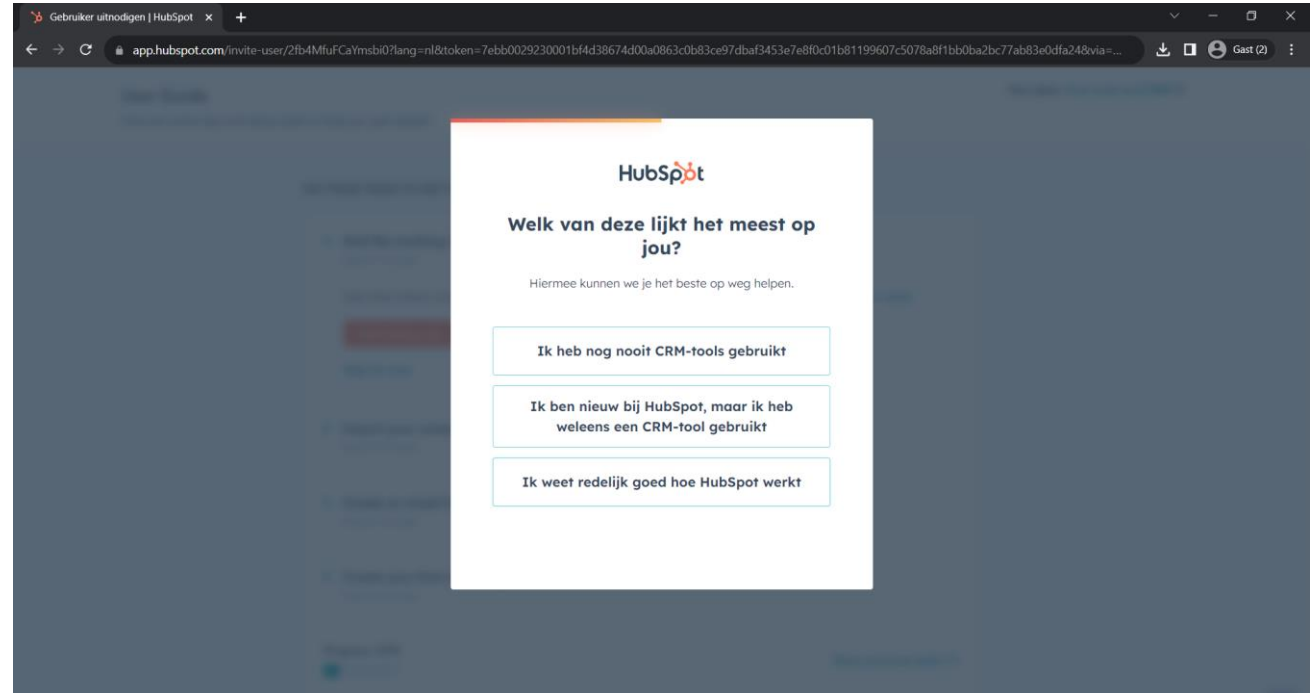 Gebruiker uitnodigen | HubSpot
app.hubspot.com/invite-user/2fb4MfuFCaYmsbi0?lang=nl&token=7ebb0029230001bf4d38674d00a0863c0b83ce97dbaf3453e7e8f0c01b81199607c5078a8f1bb0ba2bc77ab83e0dfa248via=...
Gast (2)
HubSpot
Welk van deze lijkt het meest op
jou?
Hiermee kunnen we je het beste op weg helpen.
Ik heb nog nooit CRM-tools gebruikt
Ik ben nieuw bij HubSpot, maar ik heb
weleens een CRM-tool gebruikt
Ik weet redelijk goed hoe HubSpot werkt